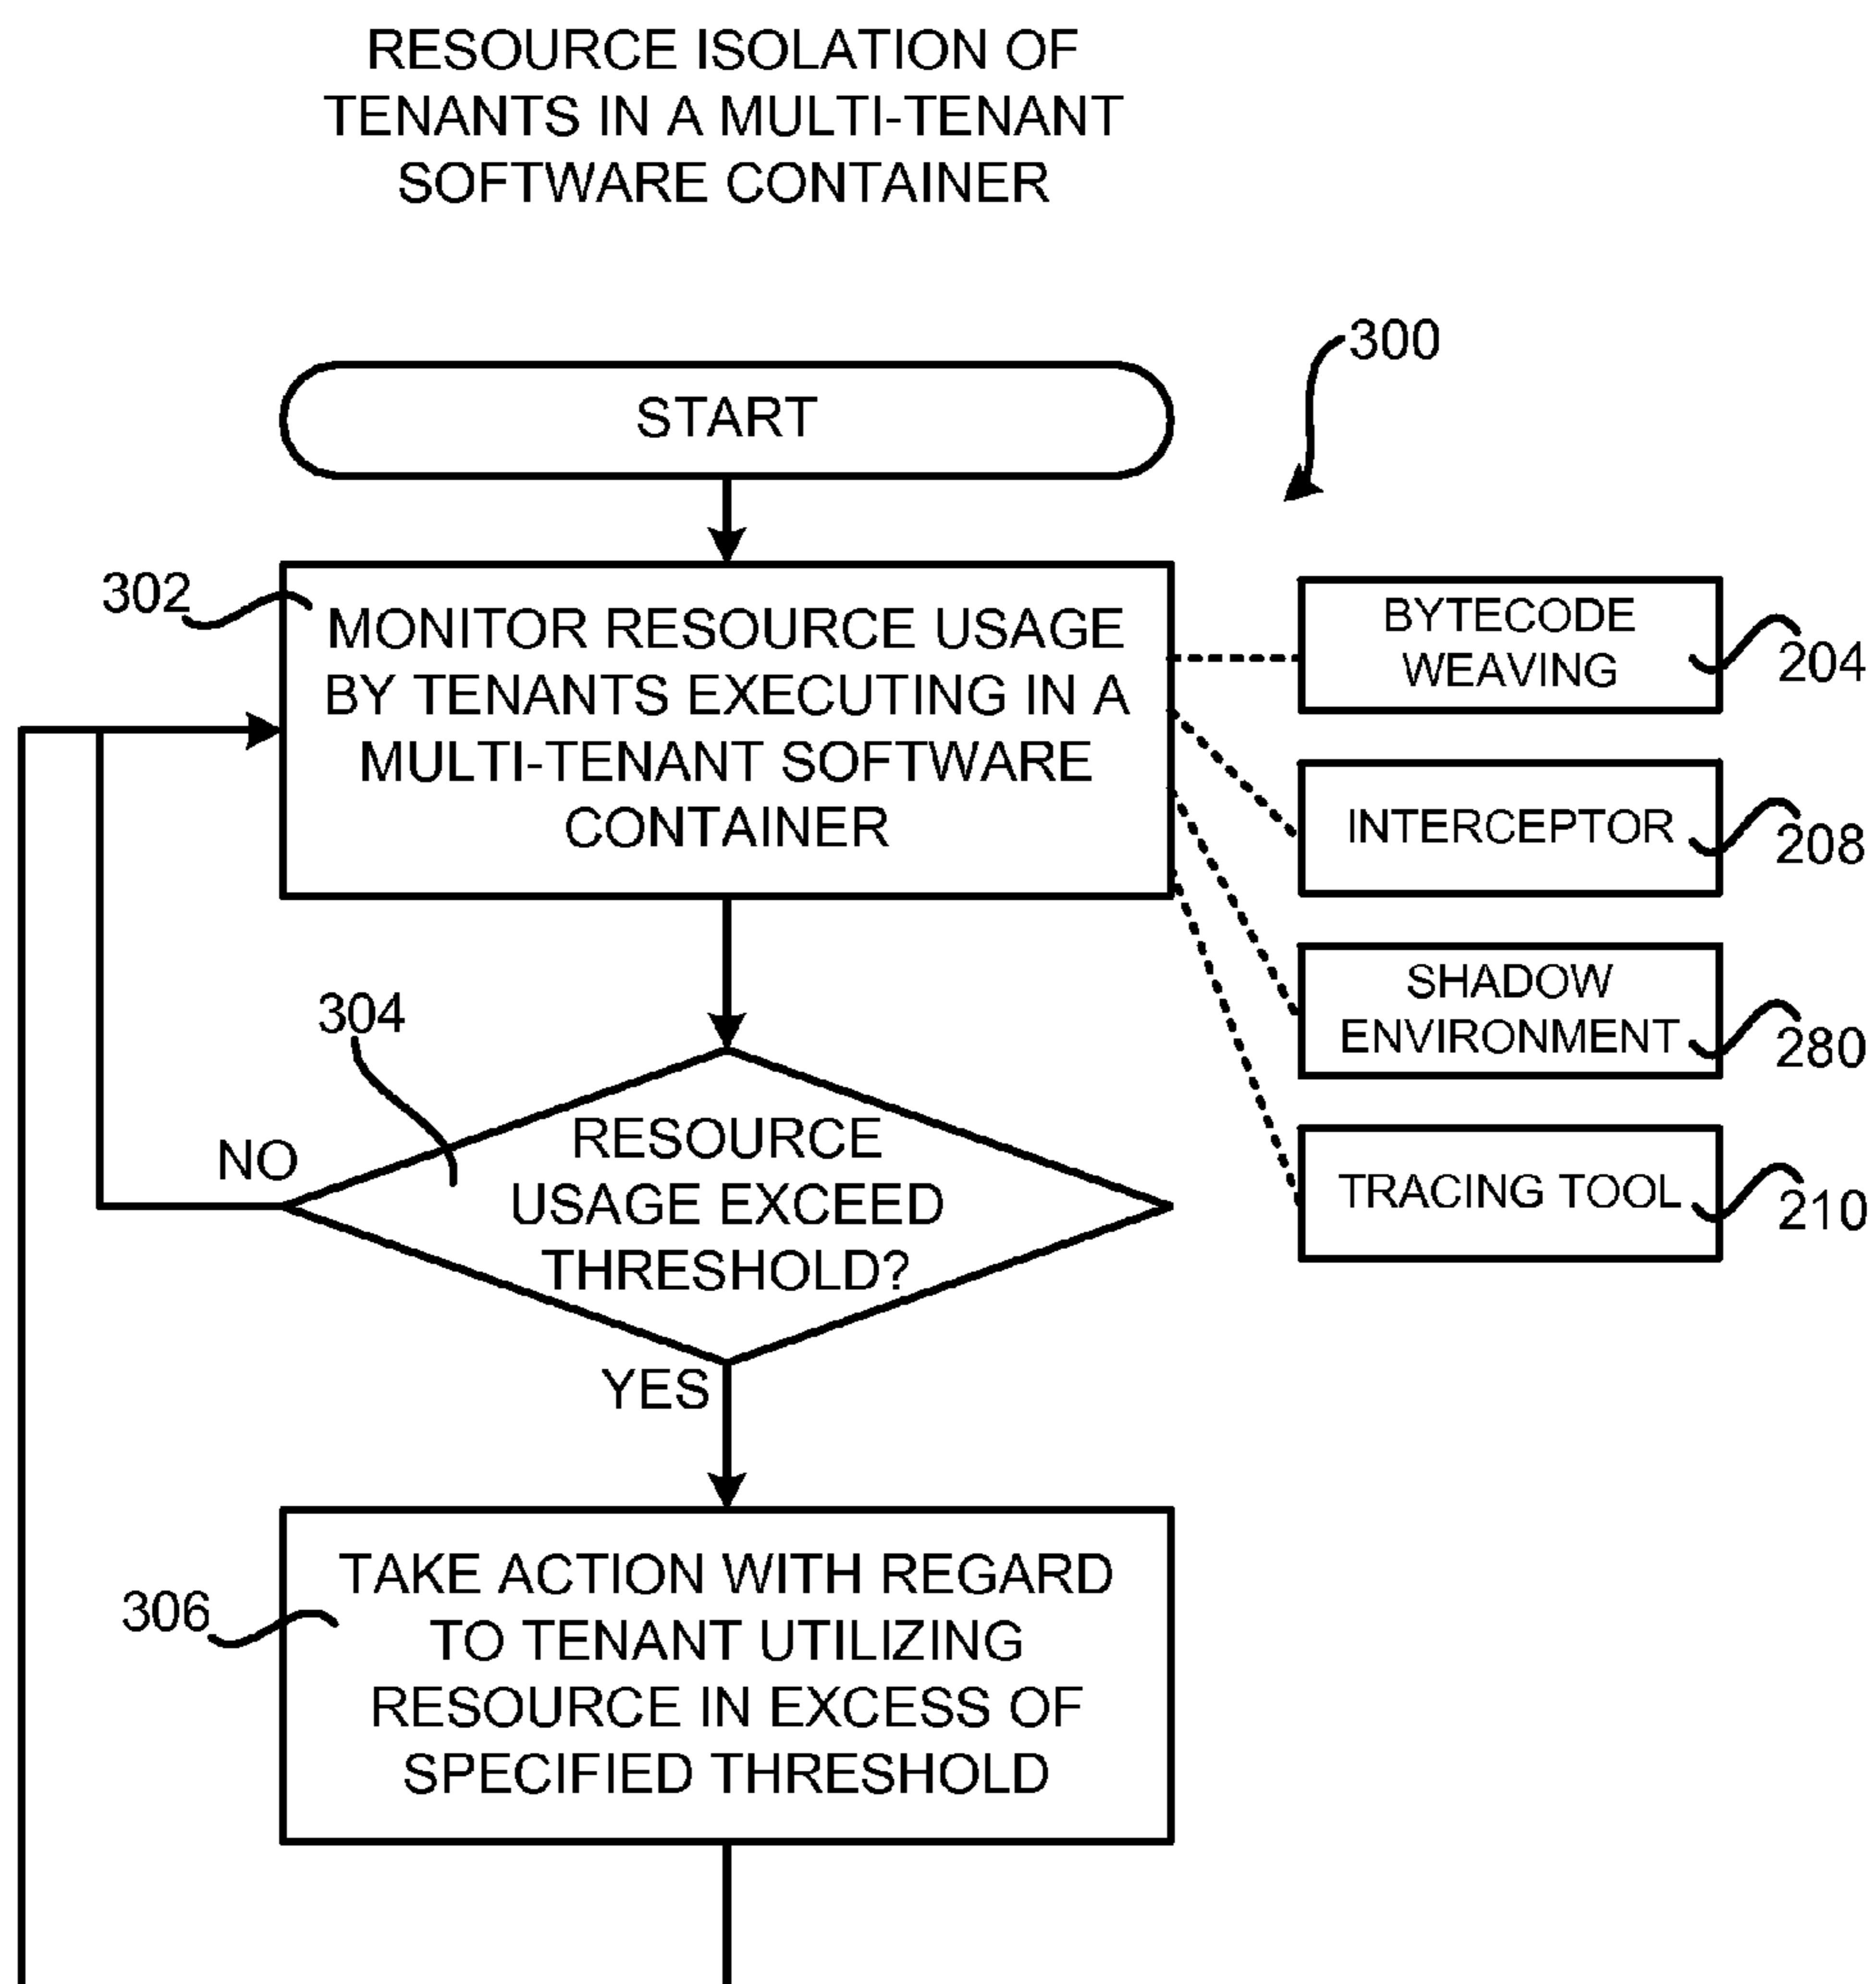 RESOURCE ISOLATION OF
TENANTS IN A MULTI-TENANT
SOFTWARE CONTAINER
300
START
302
MONITOR RESOURCE USAGE
BY TENANTS EXECUTING IN A
MULTI-TENANT SOFTWARE
CONTAINER
BYTECODE
WEAVING
204
INTERCEPTOR
208
SHADOW
ENVIRONMENT
280
TRACING TOOL
210
304
NO
RESOURCE
USAGE EXCEED
THRESHOLD?
YES
306
TAKE ACTION WITH REGARD
TO TENANT UTILIZING
RESOURCE IN EXCESS OF
SPECIFIED THRESHOLD